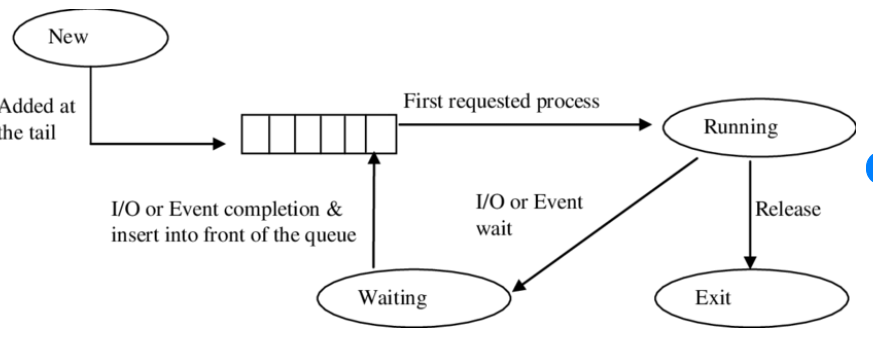 New
Added at
the tail
First requested process
Running
I/O or Event completion &
insert into front of the queue
I/O or Event
wait
Release
Waiting
Exit